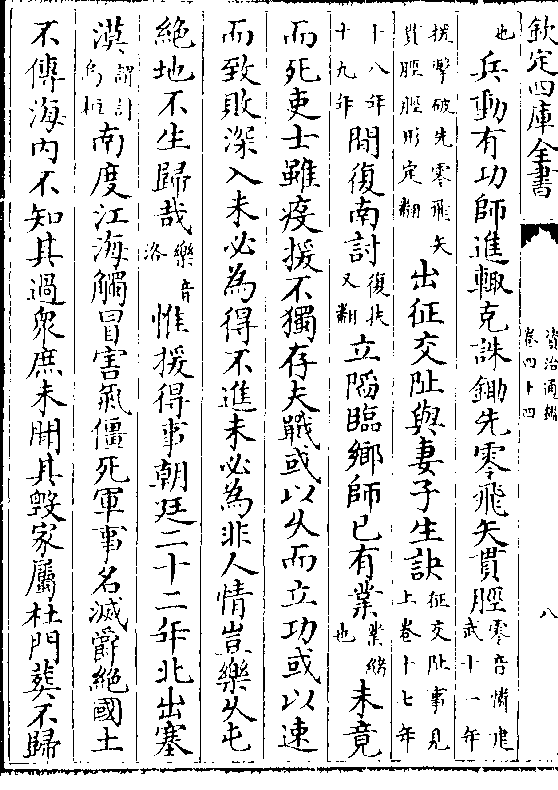 欽定四庫全書
資治通鑑
卷四十四
八
也兵動有功師進輒克誅鋤先零飛矢貫脛零音憐建武十一年
援擊破先零飛矢貫脛脛形定翻出征交阯與妻子生訣征交阯事見上卷十七年
十八年十九年間復南討復扶又翻立陷臨鄉師已有業業緒也未竟
而死吏士雖疫援不獨存夫戰或以久而立功或以速
而致敗深入未必為得不進未必為非人情豈樂久屯
絶地不生歸哉樂音洛惟援得事朝廷二十二年北出塞
漠謂討烏桓南度江海觸冒害氣僵死軍事名滅爵絶國土
不傳海內不知其過衆庶未聞其毁家屬杜門葬不歸